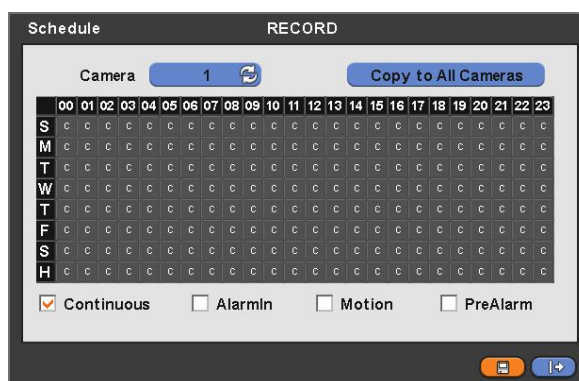 Schedule RECORD
Camera 1 Copy to All Cameras
00 01 02 03 04 05 06 07 08 09 10 11 12 13 14 15 16 17 18 19 20 21 22 23
S C C C C C C C C C C C C C C C C C C C C C C C C
M C C C C C C C C C C C C C C C C C C C C C C C C
T C C C C C C C C C C C C C C C C C C C C C C C C
W C C C C C C C C C C C C C C C C C C C C C C C C
T C C C C C C C C C C C C C C C C C C C C C C C C
F C C C C C C C C C C C C C C C C C C C C C C C C
S C C C C C C C C C C C C C C C C C C C C C C C C
H C C C C C C C C C C C C C C C C C C C C C C C C
Continuous AlarmIn Motion PreAlarm